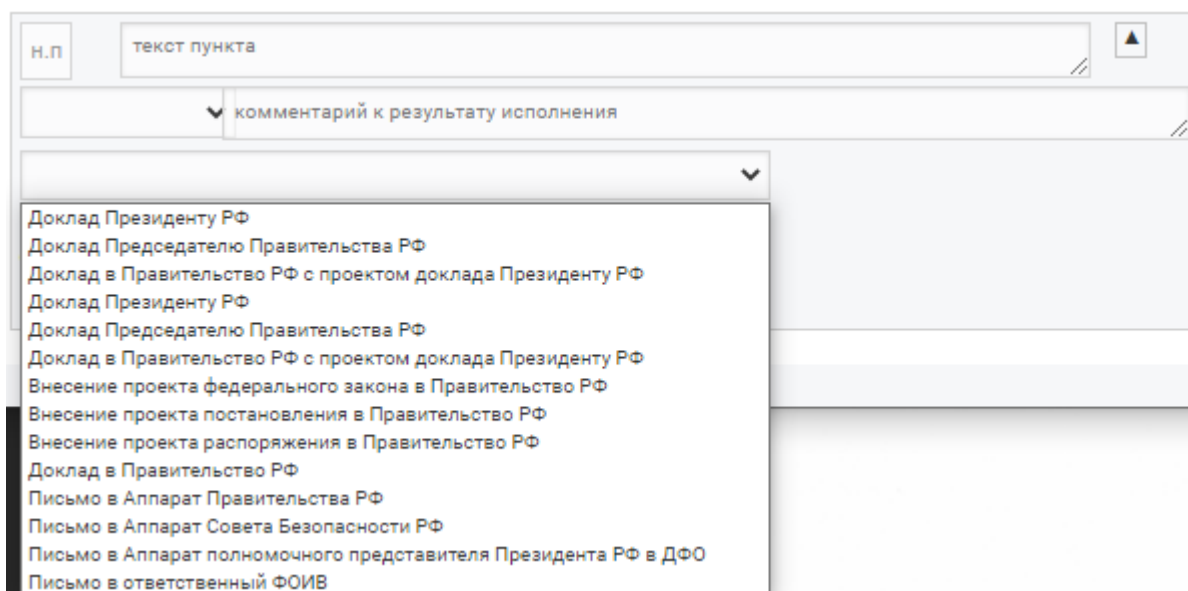 н.п
текст пункта
комментарий к результату исполнения
Доклад Президенту РФ
Доклад Председателю Правительства РФ
Доклад в Правительство РФ с проектом доклада Президенту РФ
Доклад Президенту РФ
Доклад Председателю Правительства РФ
Доклад в Правительство РФ с проектом доклада Президенту РФ
Внесение проекта федерального закона в Правительство РФ
Внесение проекта постановления в Правительство РФ
Внесение проекта распоряжения в Правительство РФ
Доклад в Правительство РФ
Письмо в Аппарат Правительства РФ
Письмо в Аппарат Совета Безопасности РФ
Письмо в Аппарат полномочного представителя Президента РФ в ДФО
Письмо в ответственный ФОИВ